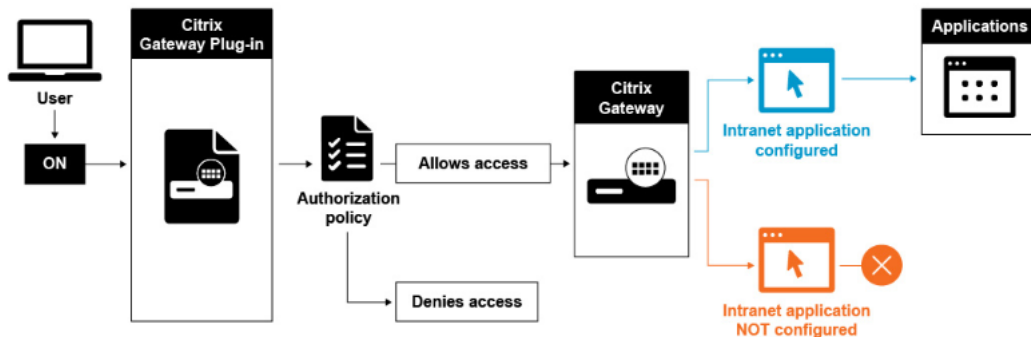 User
ON
Citrix
Gateway Plug-in
Authorization
policy
Allows access
Denies access
Citrix
Gateway
Intranet application
configured
Intranet application
NOT configured
Applications